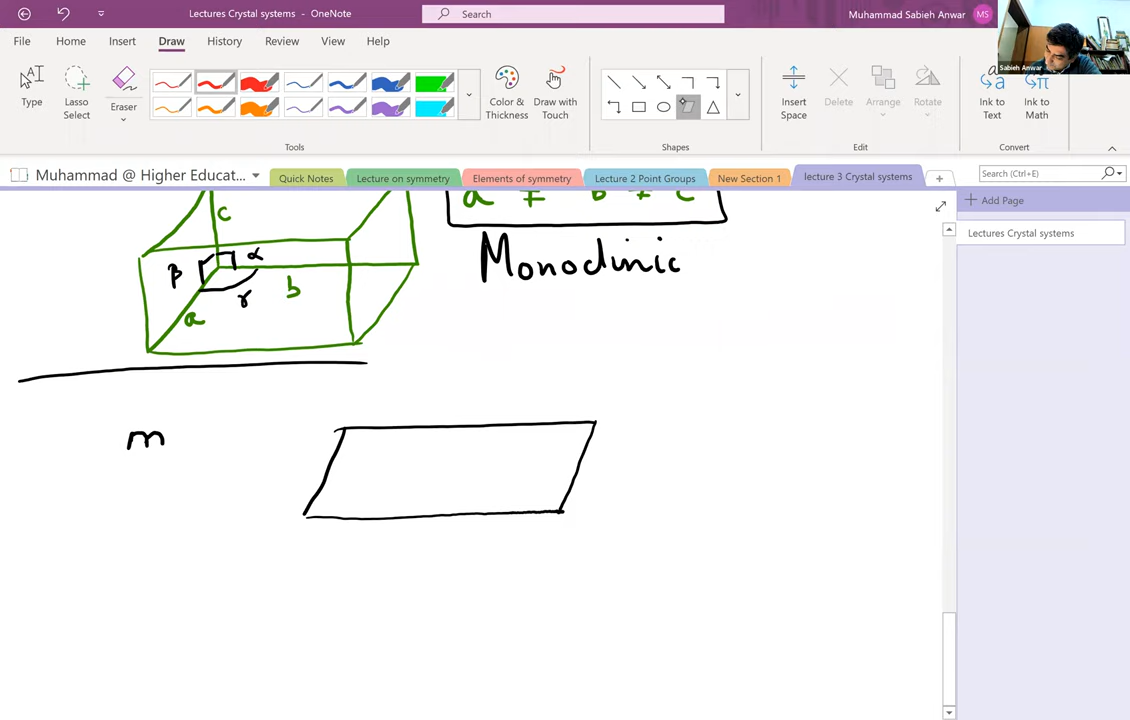 Lectures Crystal systems - OneNote
Search
Muhammad Sabieh Anwar MS
Sabieh Anwar
File Home Insert Draw History Review View Help
Type
Lasso Select
Eraser
Color & Thickness
Draw with Touch
Insert Space
Delete
Arrange
Rotate
Ink to Text
Ink to Math
Tools
Shapes
Edit
Convert
Muhammad @ Higher Educat...
Quick Notes
Lecture on symmetry
Elements of symmetry
Lecture 2 Point Groups
New Section 1
lecture 3 Crystal systems
Search (Ctrl+E)
Add Page
Lectures Crystal systems
a ≠ b ≠ c
Monoclinic
c
α
β
γ
b
a
m